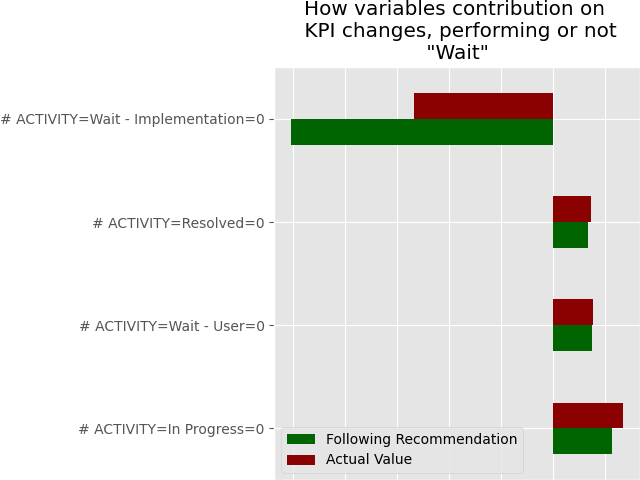 How variables contribution on
KPI changes, performing or not
"Wait"
# ACTIVITY=Wait - Implementation=0
# ACTIVITY=Resolved=0
# ACTIVITY=Wait - User=0
# ACTIVITY=In Progress=0
Following Recommendation
Actual Value